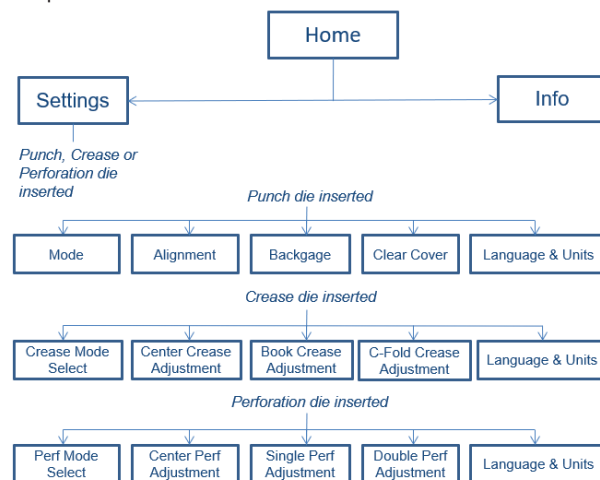 Home
Settings
Info
Punch, Crease or
Perforation die
inserted
Punch die inserted
Mode
Alignment
Backgage
Clear Cover
Language & Units
Crease die inserted
Crease Mode
Select
Center Crease
Adjustment
Book Crease
Adjustment
C-Fold Crease
Adjustment
Language & Units
Perforation die inserted
Perf Mode
Select
Center Perf
Adjustment
Single Perf
Adjustment
Double Perf
Adjustment
Language & Units